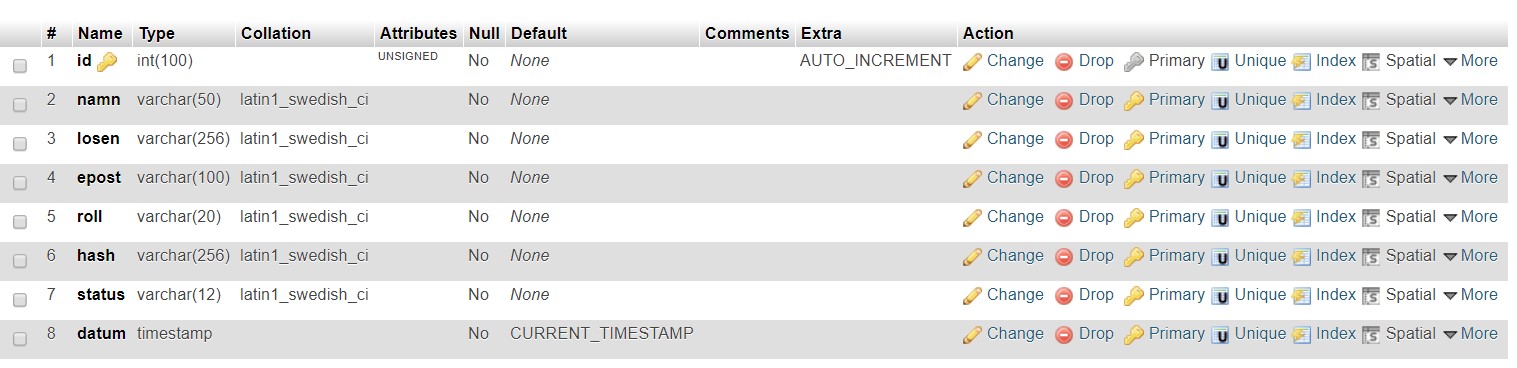 # Name Type Collation Attributes Null Default Comments Extra Action
1 id int(100) UNSIGNED No None AUTO_INCREMENT Change Drop Primary Unique Index Spatial More
2 namn varchar(50) latin1_swedish_ci No None Change Drop Primary Unique Index Spatial More
3 losen varchar(256) latin1_swedish_ci No None Change Drop Primary Unique Index Spatial More
4 epost varchar(100) latin1_swedish_ci No None Change Drop Primary Unique Index Spatial More
5 roll varchar(20) latin1_swedish_ci No None Change Drop Primary Unique Index Spatial More
6 hash varchar(256) latin1_swedish_ci No None Change Drop Primary Unique Index Spatial More
7 status varchar(12) latin1_swedish_ci No None Change Drop Primary Unique Index Spatial More
8 datum timestamp No CURRENT_TIMESTAMP Change Drop Primary Unique Index Spatial More